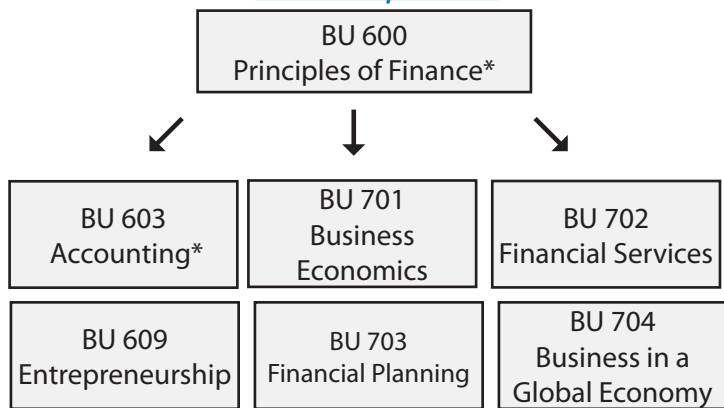 BU 600
Principles of Finance*
BU 603
Accounting*
BU 701
Business
Economics
BU 702
Financial Services
BU 609
Entrepreneurship
BU 703
Financial Planning
BU 704
Business in a
Global Economy